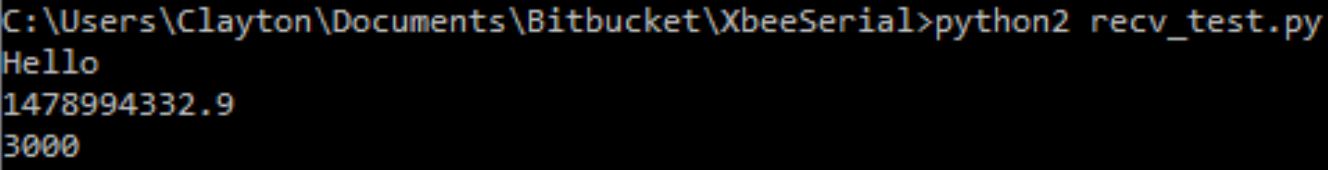 C:\Users\Clayton\Documents\Bitbucket\XbeeSerial>python2 recv_test.py
Hello
1478994332.9
3000